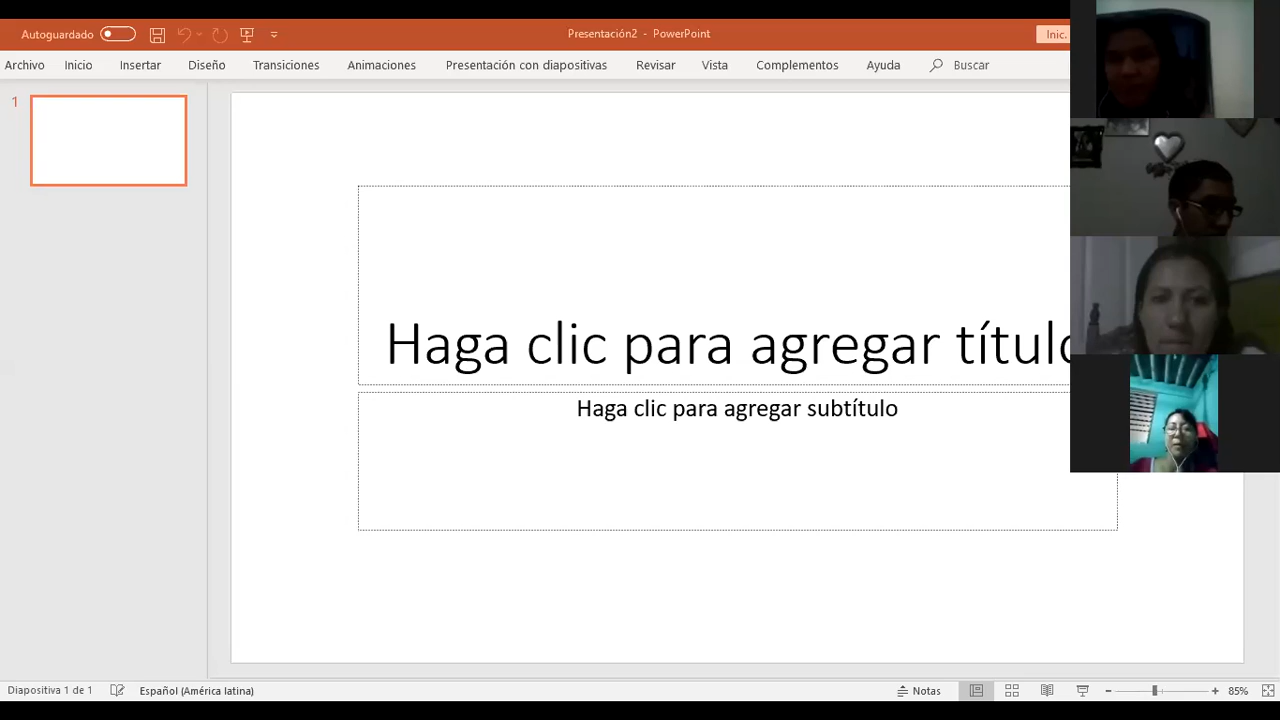 Autoguardado
Presentación2 - PowerPoint
Inic.
Archivo Inicio Insertar Diseño Transiciones Animaciones Presentación con diapositivas Revisar Vista Complementos Ayuda Buscar
1
Haga clic para agregar título
Haga clic para agregar subtítulo
Diapositiva 1 de 1 Español (América latina) Notas 85%